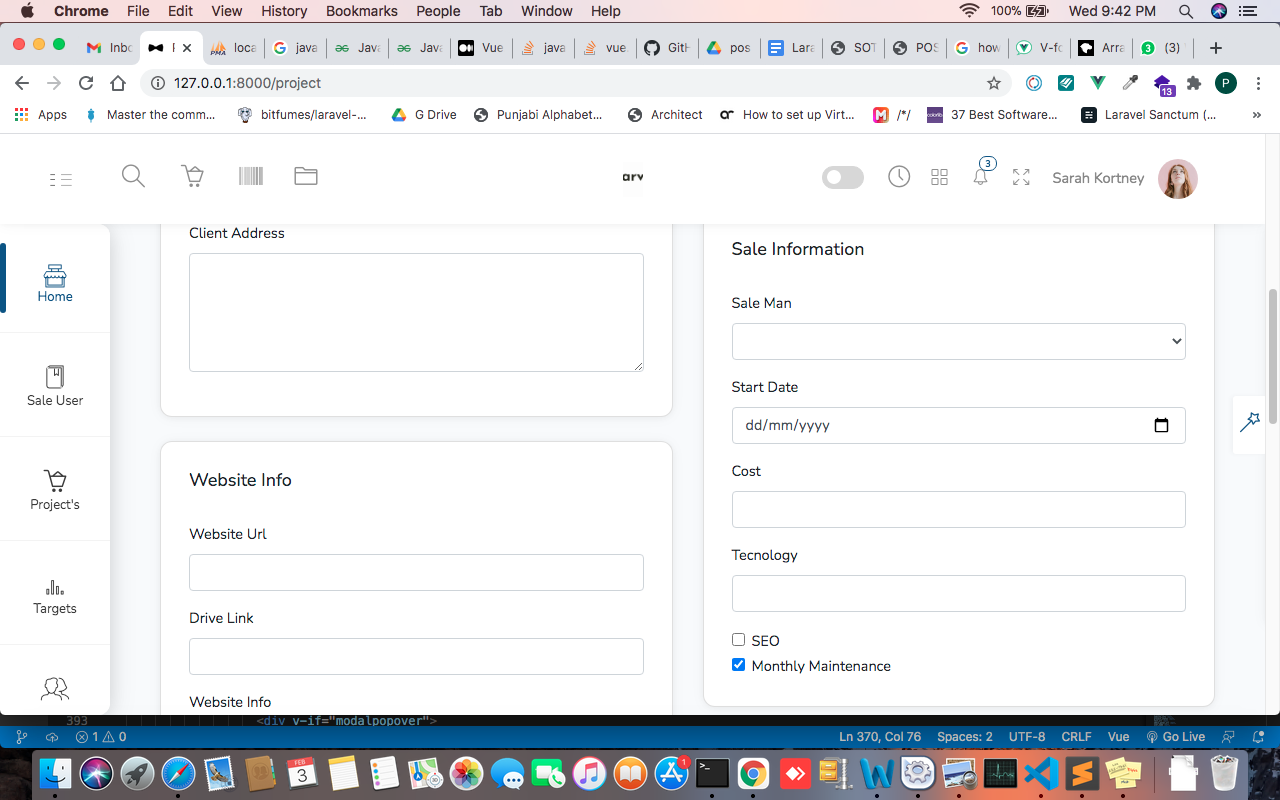 Chrome File Edit View History Bookmarks People Tab Window Help 100% Wed 9:42 PM
Inbc F loca java Java Java Vue java vue. GitH pos Lara SOT POS how V-fo Arra (3)
127.0.0.1:8000/project P 13
Apps Master the comm... bitfumes/laravel-... G Drive Punjabi Alphabet... Architect How to set up Virt... /*/ 37 Best Software... Laravel Sanctum (... »
arv 3 Sarah Kortney
Home
Sale User
Project's
Targets
Client Address
Website Info
Website Url
Drive Link
Website Info
Sale Information
Sale Man
Start Date
dd/mm/yyyy
Cost
Tecnology
SEO
Monthly Maintenance
393 <div v-if="modalpopover">
1 0 Ln 370, Col 76 Spaces: 2 UTF-8 CRLF Vue Go Live
FEB
3
1